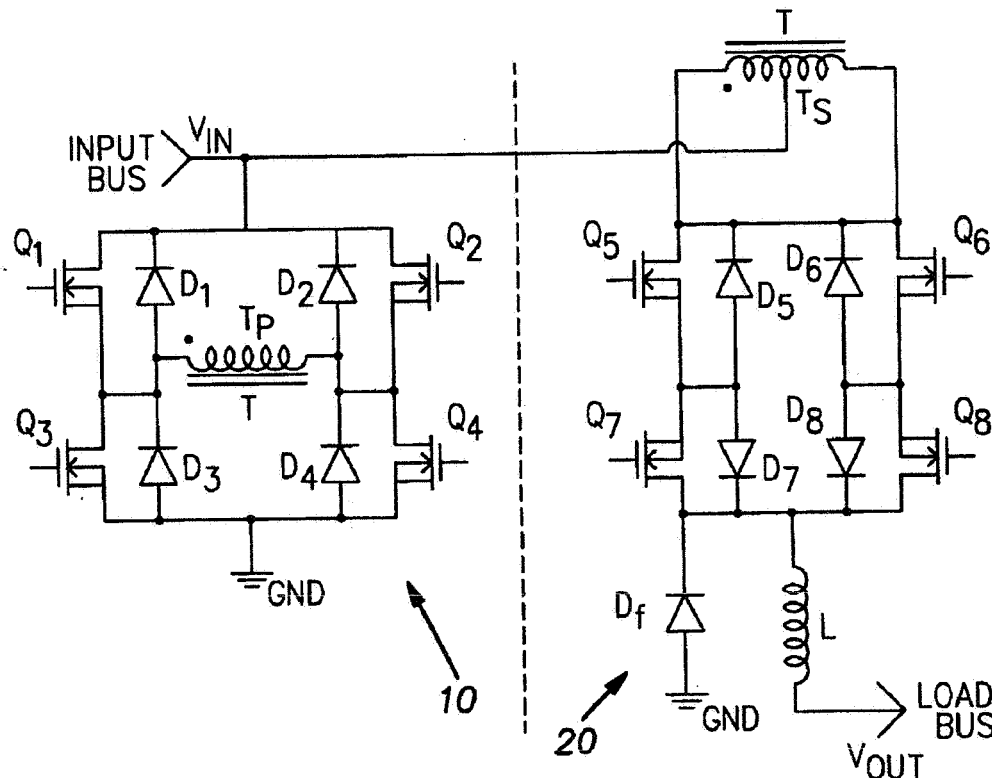 T
TS
INPUT
BUS
VIN
Q1
D1
D2
Q2
TP
T
Q3
D3
D4
Q4
GND
10
Q5
D5
D6
Q6
Q7
D7
D8
Q8
Df
GND
L
20
LOAD
BUS
VOUT